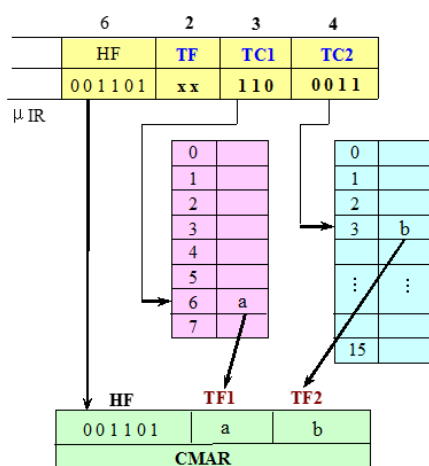 6 2 3 4
HF TF TC1 TC2
001101 xx 110 0011
μIR
0
1
2
3
4
5
6 a
7
0
1
2
3 b
⋮ ⋮
15
HF TF1 TF2
001101 a b
CMAR